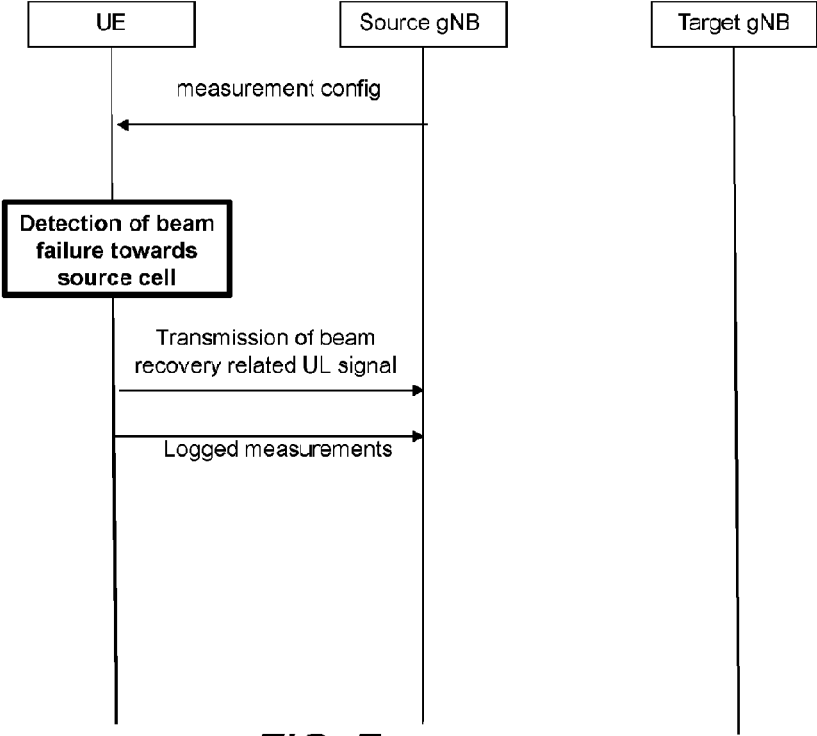 UE
Source gNB
Target gNB
measurement config
Detection of beam
failure towards
source cell
Transmission of beam
recovery related UL signal
Logged measurements